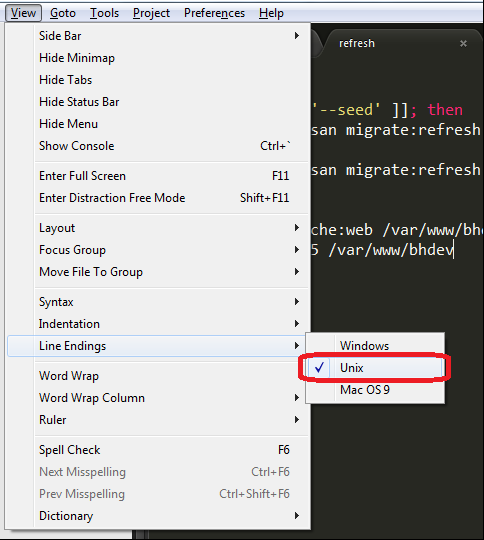 View Goto Tools Project Preferences Help
Side Bar
Hide Minimap
Hide Tabs
Hide Status Bar
Hide Menu
Show Console Ctrl+`
Enter Full Screen F11
Enter Distraction Free Mode Shift+F11
Layout
Focus Group
Move File To Group
Syntax
Indentation
Line Endings
Word Wrap
Word Wrap Column
Ruler
Spell Check F6
Next Misspelling Ctrl+F6
Prev Misspelling Ctrl+Shift+F6
Dictionary
Windows
Unix
Mac OS 9
refresh
'--seed' ]]; then
san migrate:refresh
san migrate:refresh
che:web /var/www/bh
5 /var/www/bhdev